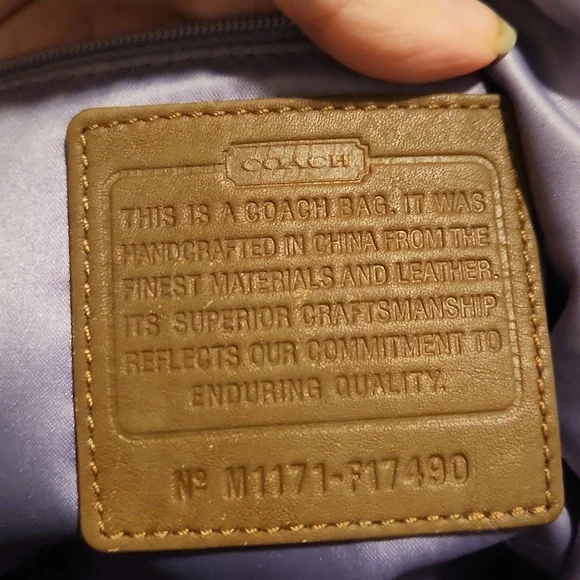 COACH
THIS IS A COACH BAG. IT WAS
HANDCRAFTED IN CHINA FROM THE
FINEST MATERIALS AND LEATHER.
ITS SUPERIOR CRAFTSMANSHIP
REFLECTS OUR COMMITMENT TO
ENDURING QUALITY.
Nº M1171-F17490